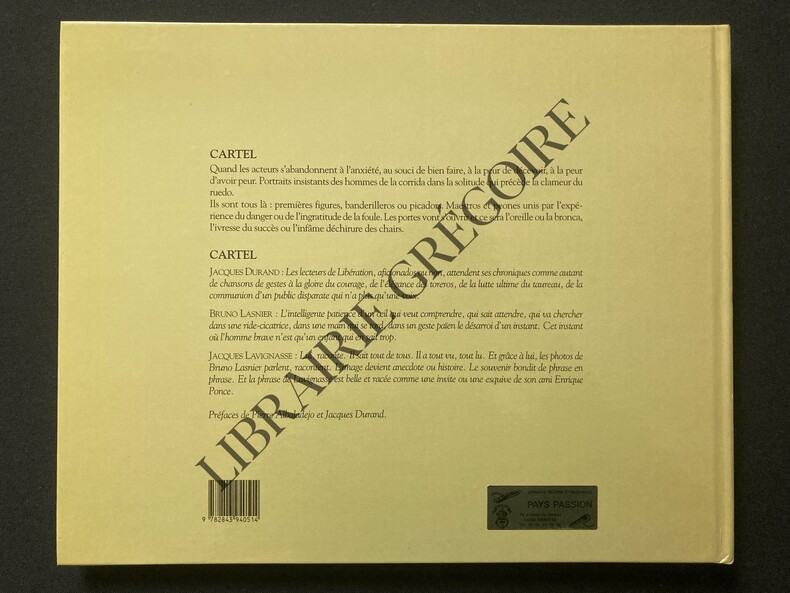 CARTEL
Quand les acteurs s'abandonnent à l'anxiété, au souci de bien faire, à la peur de décevoir, à la peur
d'avoir peur. Portraits insistants des hommes de la corrida dans la solitude qui précède la clameur du
ruedo.
Ils sont tous là : premières figures, banderilleros ou picadors. Maestros et peones unis par l'expé-
rience du danger ou de l'ingratitude de la foule. Les portes vont s'ouvrir et ce sera l'oreille ou la bronca,
l'ivresse du succès ou l'infâme déchirure des chairs.
CARTEL
JACQUES DURAND : Les lecteurs de Libération, aficionados ou non, attendent ses chroniques comme autant
de chansons de gestes à la gloire du courage, de l'élégance des toreros, de la lutte ultime du taureau, de la
communion d'un public disparate qui n'a plus qu'une voix.
BRUNO LASNIER : L'intelligente patience d'un œil qui veut comprendre, qui sait attendre, qui va chercher
dans une ride-cicatrice, dans une main qui se tord, dans un geste païen le désarroi d'un instant. Cet instant
où l'homme brave n'est qu'un enfant qui en sait trop.
JACQUES LAVIGNASSE : Lui, raconte. Il sait tout de tous. Il a tout vu, tout lu. Et grâce à lui, les photos de
Bruno Lasnier parlent, racontent. L'image devient anecdote ou histoire. Le souvenir bondit de phrase en
phrase. Et la phrase de Lavignasse est belle et racée comme une invite ou une esquive de son ami Enrique
Ponce.
Préfaces de Pierre Albaladejo et Jacques Durand.
LIBRAIRIE GRÉGOIRE
9 782843 940514
PAYS PASSION